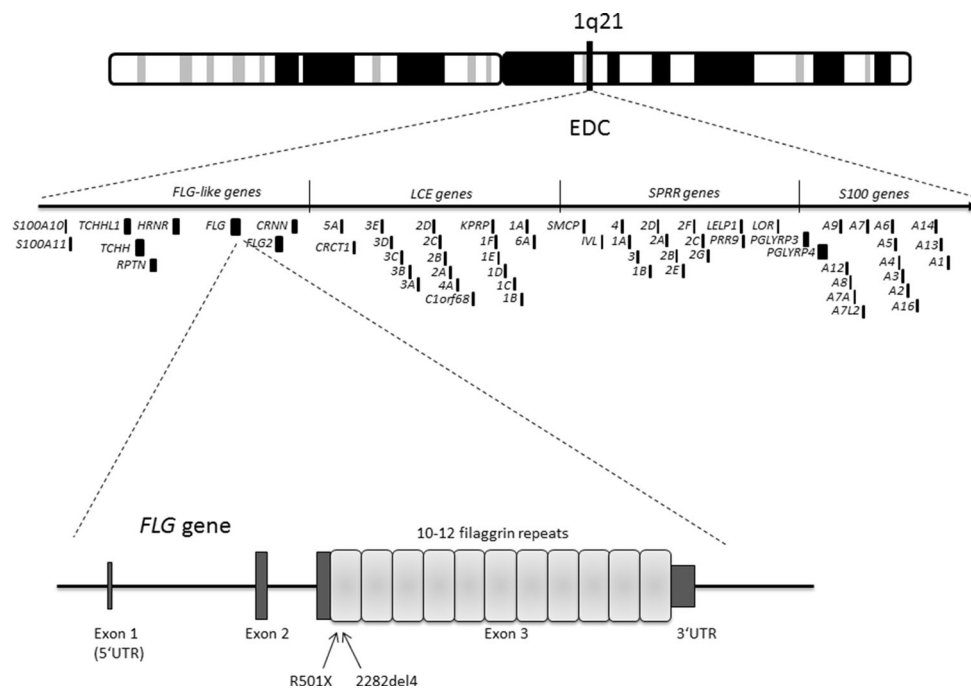 1q21
EDC
FLG-like genes LCE genes SPRR genes S100 genes
S100A10 TCHHL1 HRNR FLG CRNN 5A 3E 2D KPRP 1A SMCP 4 2D 2F LELP1 LOR A9 A7 A6 A14
S100A11 TCHH FLG2 CRCT1 3D 2C 1F 6A IVL 1A 2A 2C PRR9 PGLYRP3 A5 A13
RPTN 3C 2B 1E 3 2B 2G PGLYRP4 A4 A1
3B 2A 1D 1B 2E A12 A3
3A 4A 1C A8 A2
C1orf68 1B A7A A16
A7L2
FLG gene
10-12 filaggrin repeats
Exon 1 Exon 2 Exon 3 3‘UTR
(5‘UTR)
R501X 2282del4